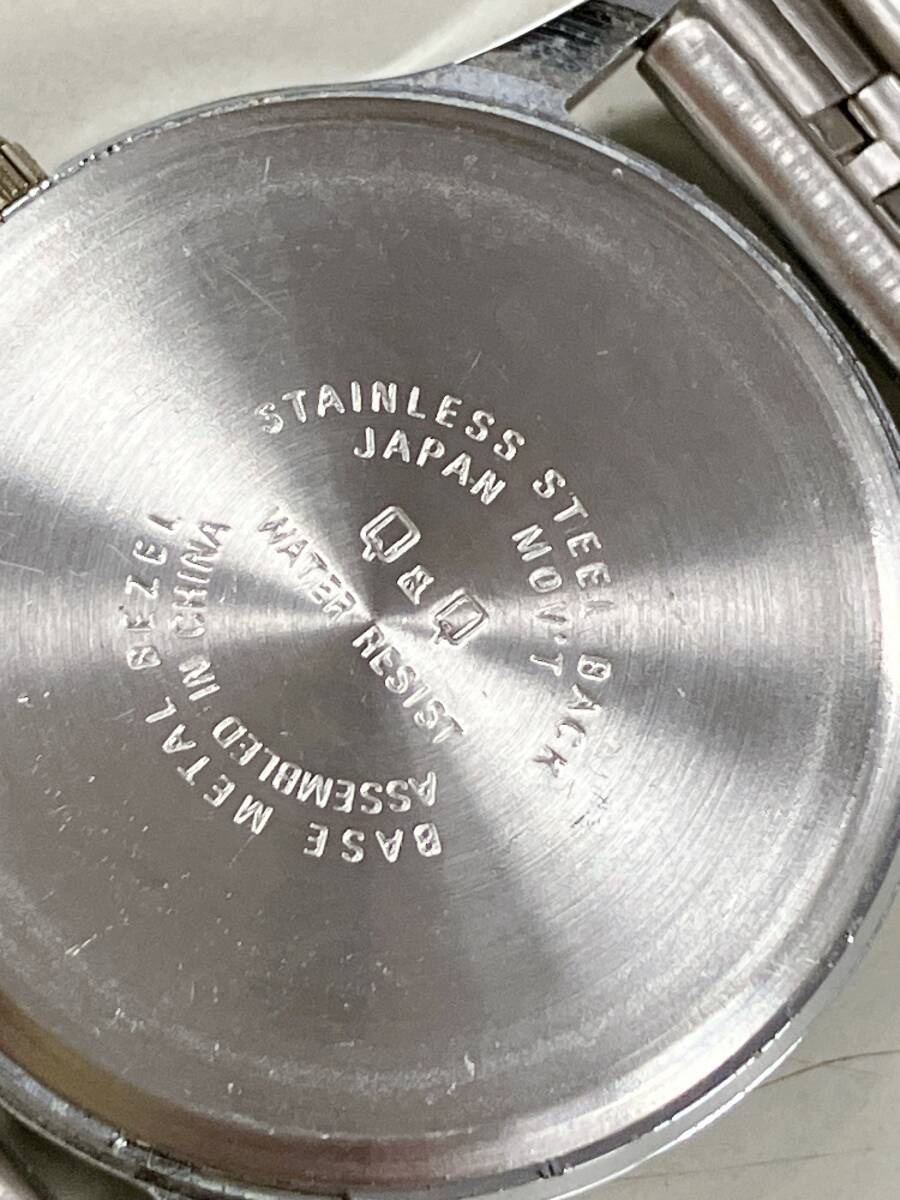 STAINLESS STEEL BACK
JAPAN MOV'T
Q&Q
WATER RESIST
ASSEMBLED IN CHINA
BASE METAL BEZEL